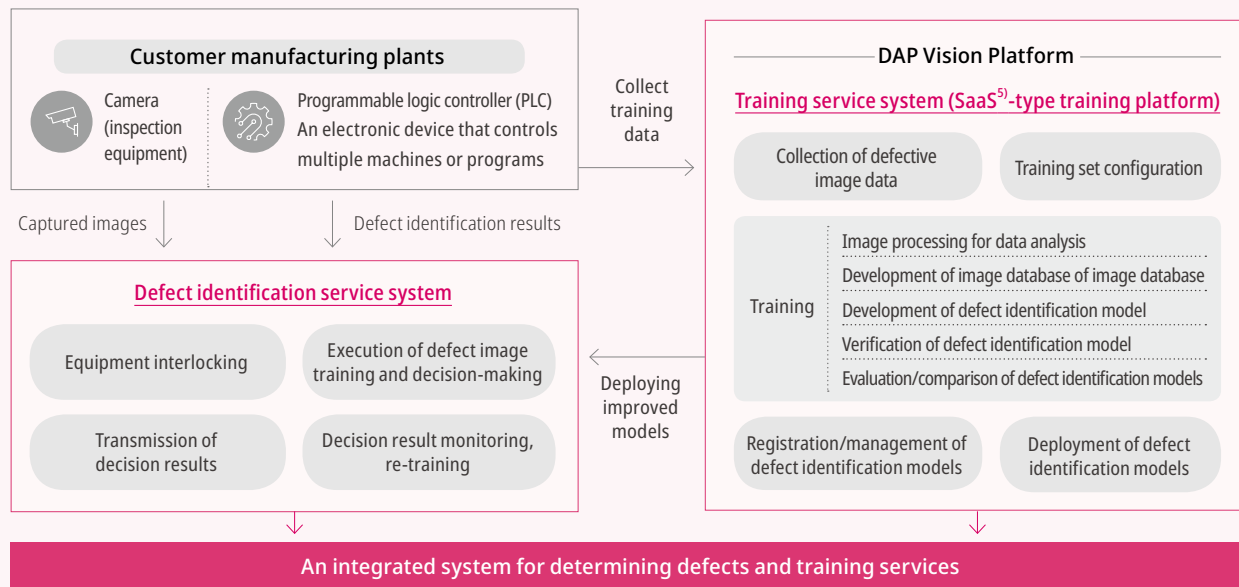 Customer manufacturing plants
Camera
(inspection
equipment)
Programmable logic controller (PLC)
An electronic device that controls
multiple machines or programs
Captured images
Defect identification results
Collect
training
data
Defect identification service system
Equipment interlocking
Execution of defect image
training and decision-making
Transmission of
decision results
Decision result monitoring,
re-training
Deploying
improved
models
DAP Vision Platform
Training service system (SaaS5)-type training platform)
Collection of defective
image data
Training set configuration
Training
Image processing for data analysis
Development of image database of image database
Development of defect identification model
Verification of defect identification model
Evaluation/comparison of defect identification models
Registration/management of
defect identification models
Deployment of defect
identification models
An integrated system for determining defects and training services